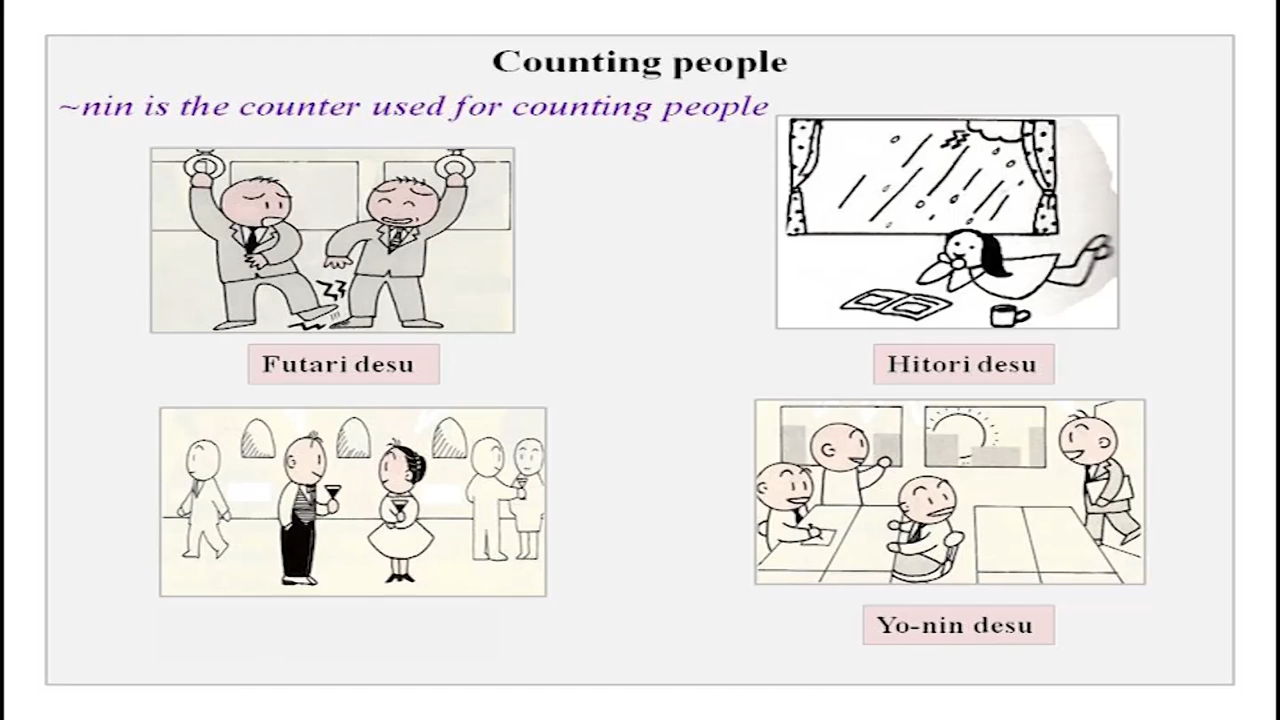 Counting people
~nin is the counter used for counting people
Futari desu
Hitori desu
Yo-nin desu